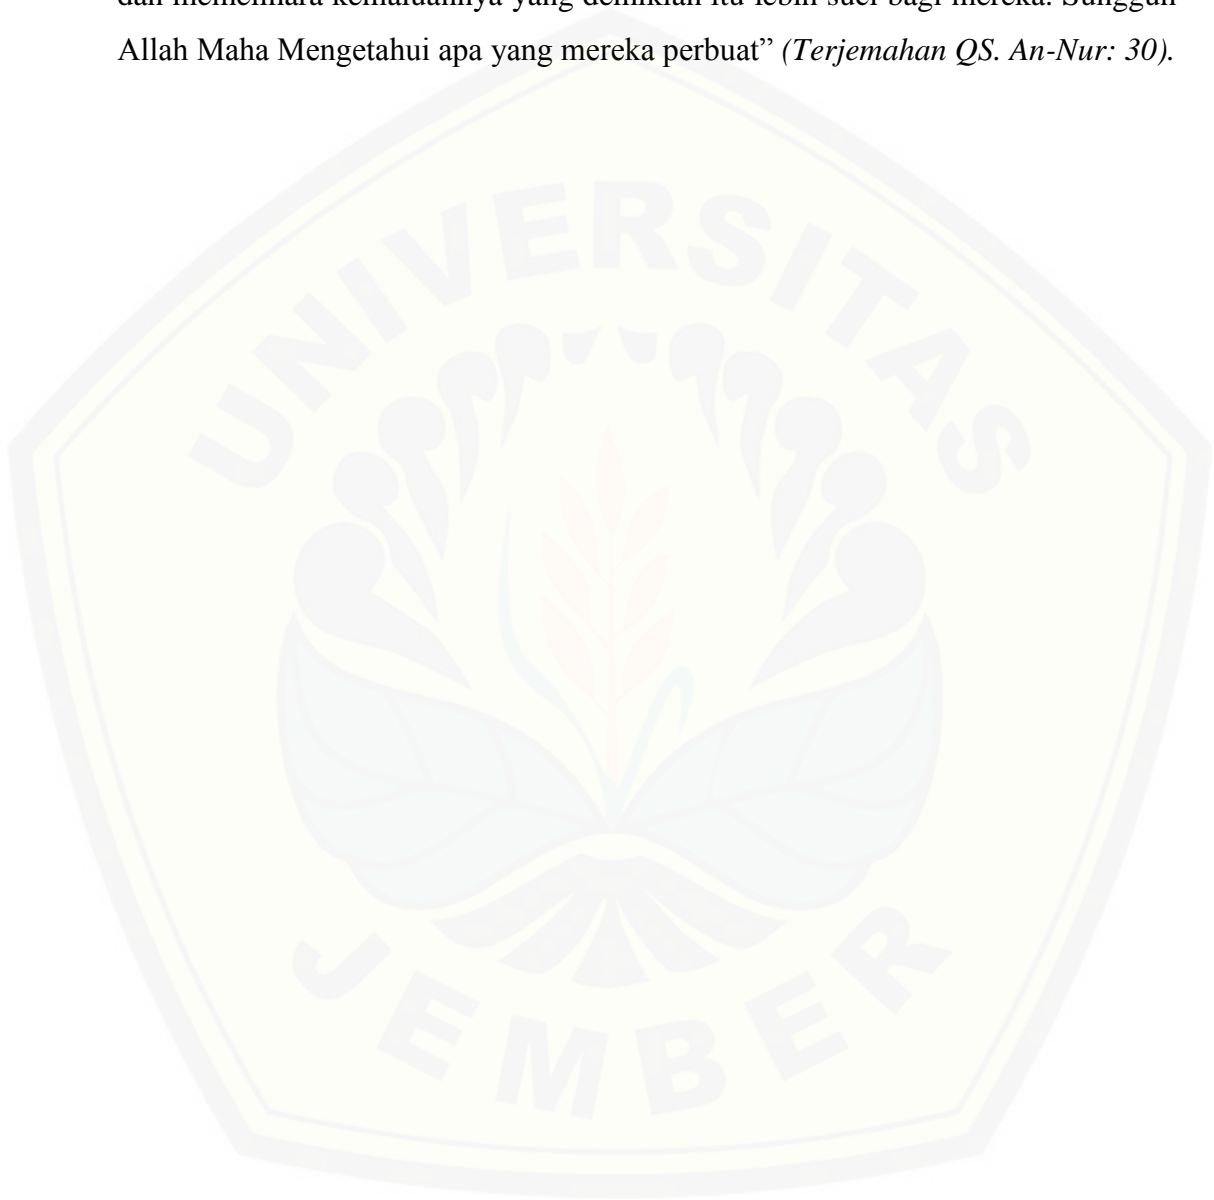 dan memelihara kemaluannya yang demikian itu lebih suci bagi mereka. Sungguh
Allah Maha Mengetahui apa yang mereka perbuat” (Terjemahan QS. An-Nur: 30).
UNIVERSITAS
JEMBER